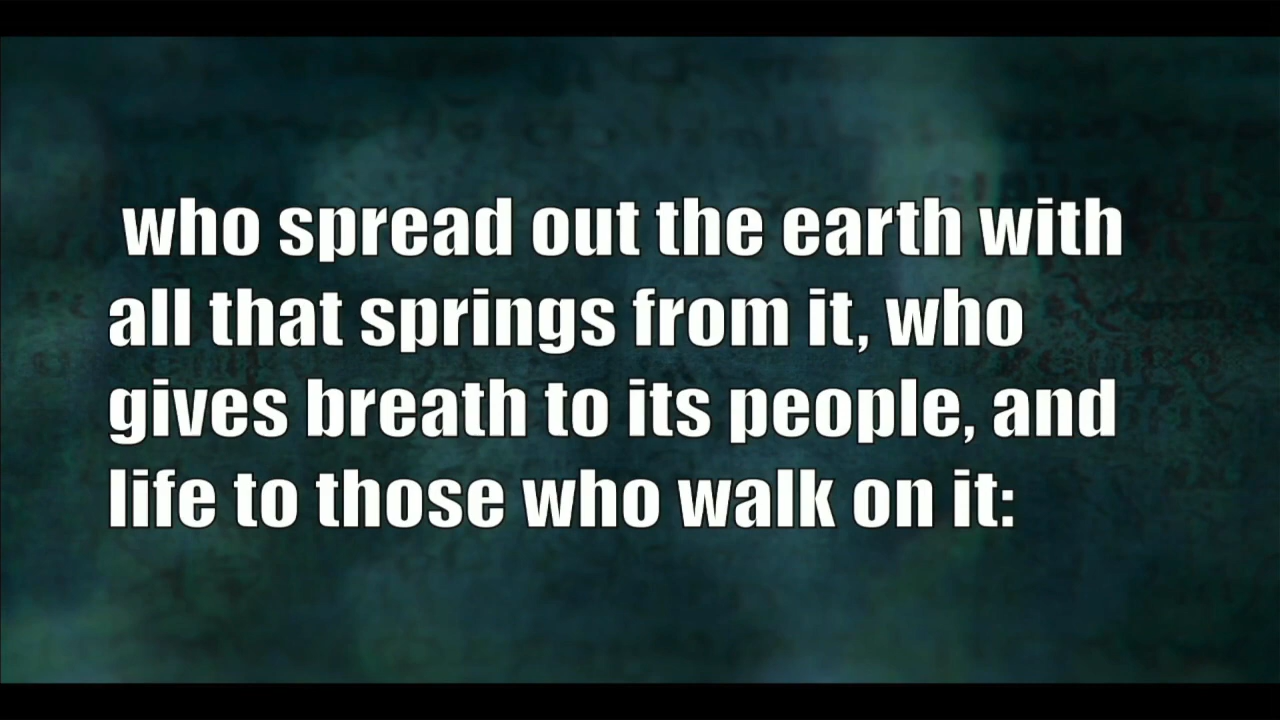 who spread out the earth with
all that springs from it, who
gives breath to its people, and
life to those who walk on it: